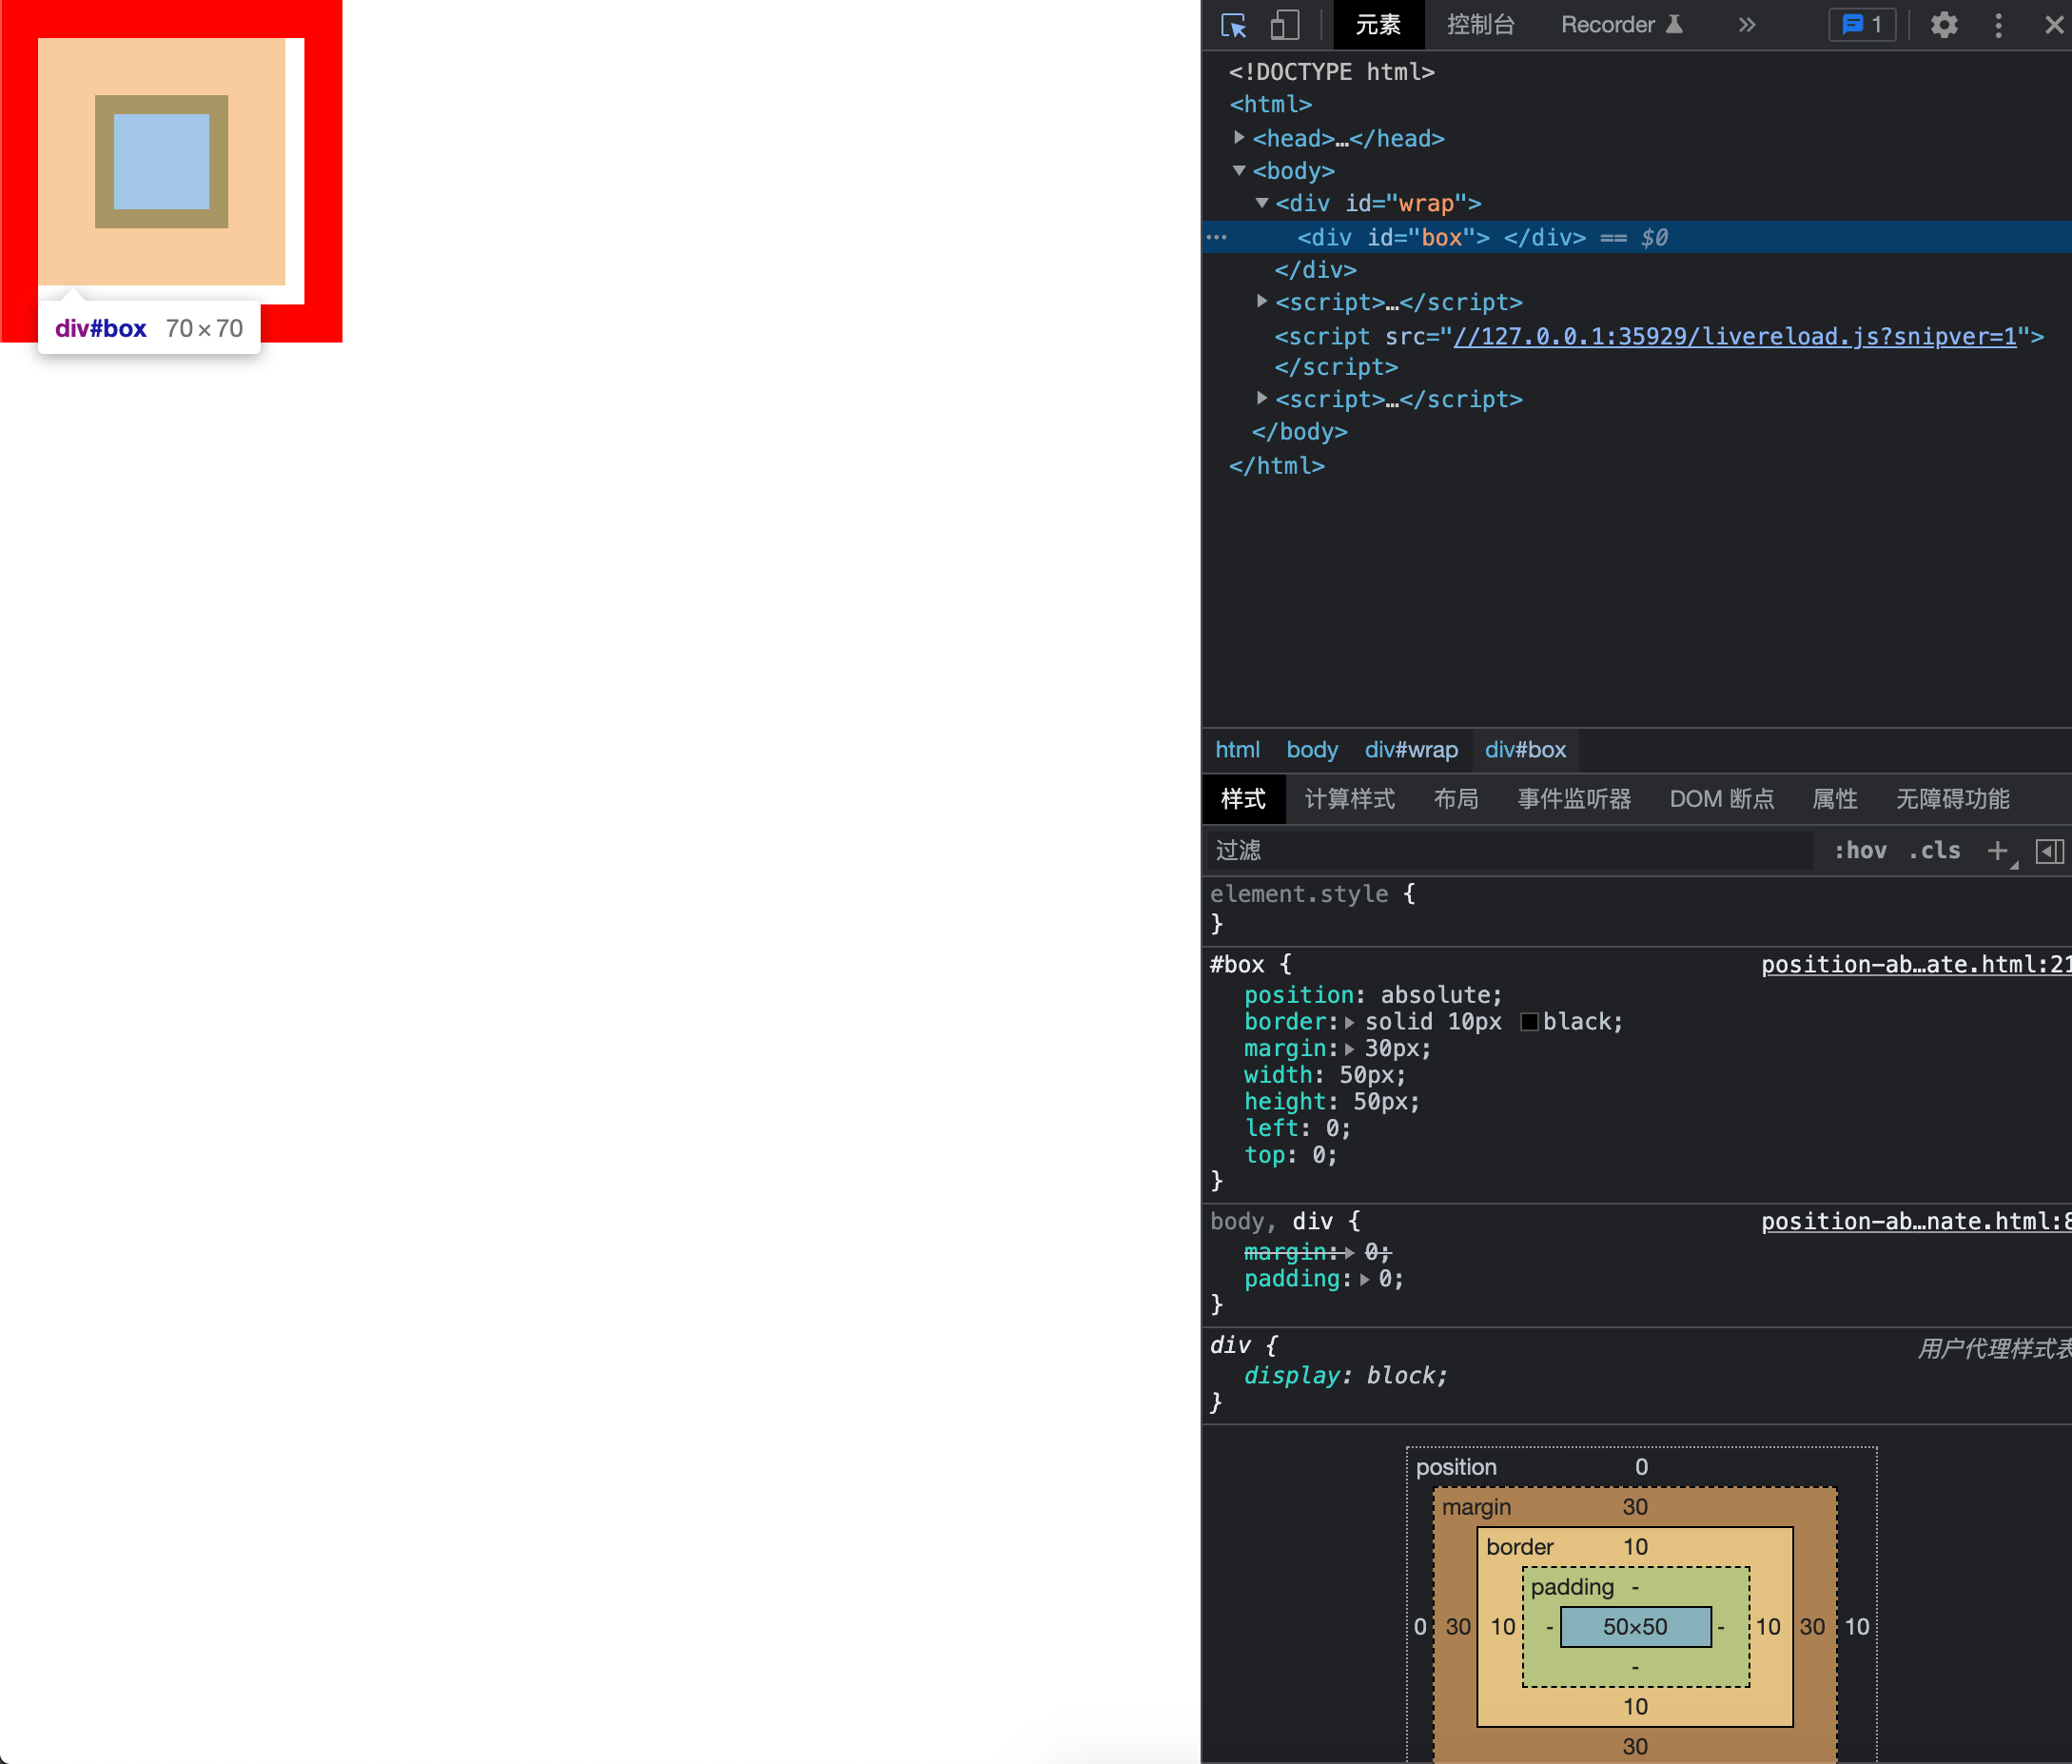 div#box 70×70
元素 控制台 Recorder » 1
<!DOCTYPE html>
<html>
<head>…</head>
<body>
<div id="wrap">
… <div id="box"> </div> == $0
</div>
<script>…</script>
<script src="//127.0.0.1:35929/livereload.js?snipver=1">
</script>
<script>…</script>
</body>
</html>
html body div#wrap div#box
样式 计算样式 布局 事件监听器 DOM 断点 属性 无障碍功能
过滤 :hov .cls +
element.style {
}
#box { position-ab…ate.html:21
position: absolute;
border: solid 10px black;
margin: 30px;
width: 50px;
height: 50px;
left: 0;
top: 0;
}
body, div { position-ab…nate.html:8
margin: 0;
padding: 0;
}
div { 用户代理样式表
display: block;
}
position 0
margin 30
border 10
padding -
0 30 10 - 50×50 - 10 30 10
-
10
30